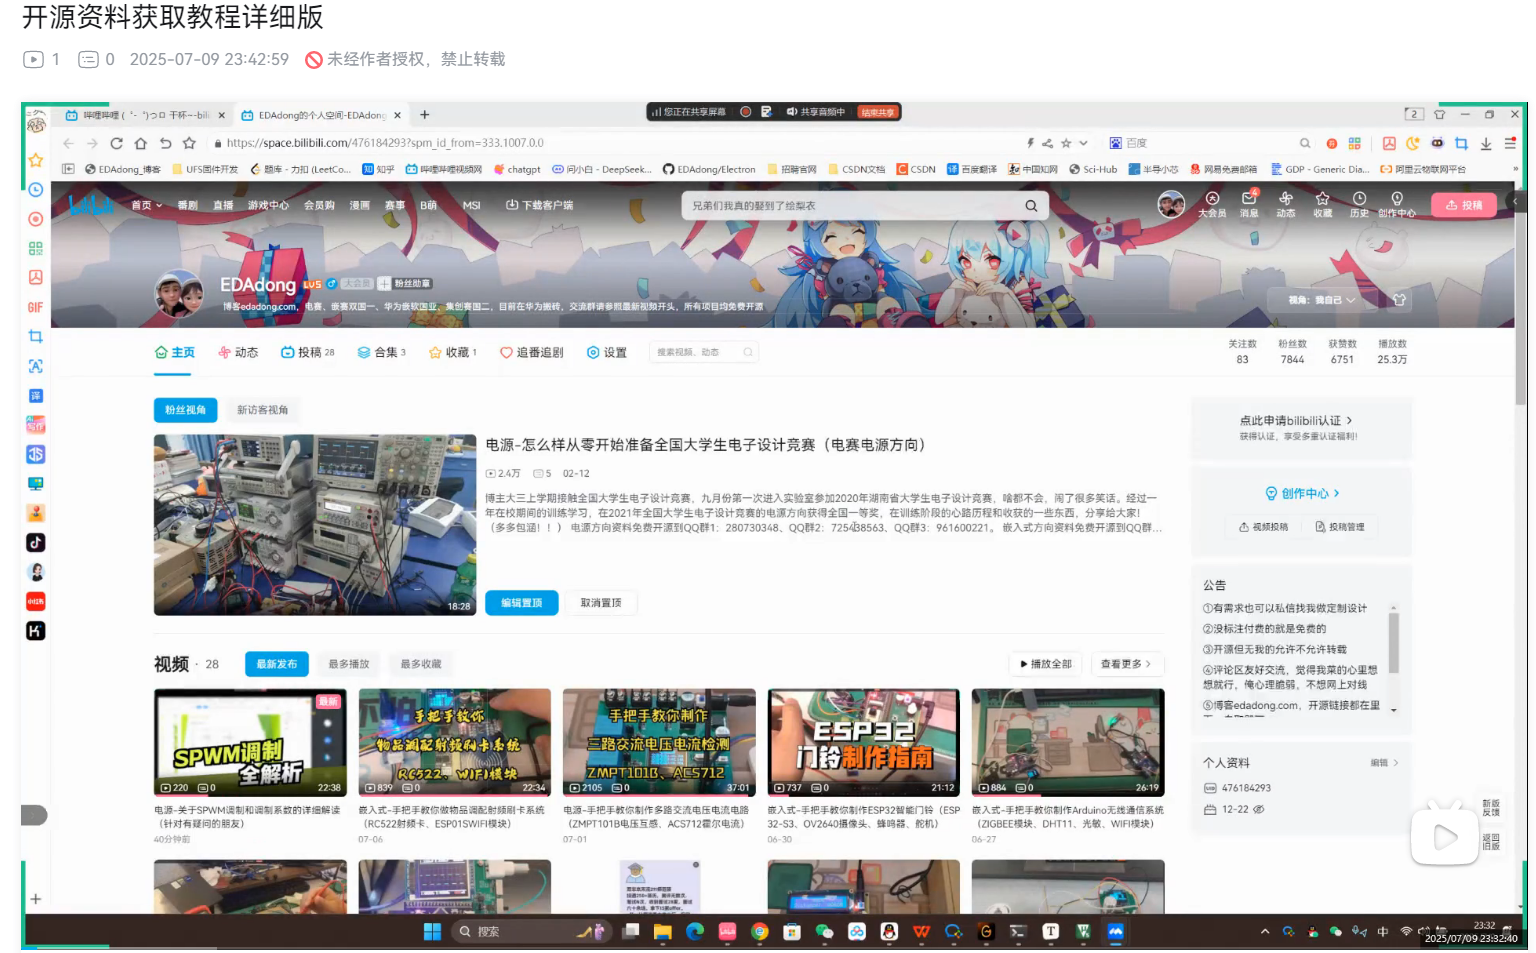 开源资料获取教程详细版
1 0 2025-07-09 23:42:59 未经作者授权，禁止转载
哔哩哔哩 (゜-゜)つロ 干杯~-bili
EDAdong的个人空间-EDAdong
您正在共享屏幕 共享音频中 结束共享
2
https://space.bilibili.com/476184293?spm_id_from=333.1007.0.0
百度
EDAdong_博客 UFS固件开发 题库 - 力扣 (LeetCo... 知乎 哔哩哔哩视频网 chatgpt 问小白 - DeepSeek... EDAdong/Electron 招聘官网 CSDN文档 CSDN 百度翻译 中国知网 Sci-Hub 半导小芯 网易免费邮箱 GDP - Generic Dia... 阿里云物联网平台
首页 番剧 直播 游戏中心 会员购 漫画 赛事 B萌 MSI 下载客户端
兄弟们我真的娶到了绘梨衣
大会员 消息 动态 收藏 历史 创作中心 投稿
4
GIF
EDAdong LV5 大会员 粉丝勋章
博客edadong.com，电赛、嵌赛双国一、华为嵌软国亚，集创赛国二，目前在华为搬砖，交流群请参照最新视频开头，所有项目均免费开源
视角：我自己
主页 动态 投稿 28 合集 3 收藏 1 追番追剧 设置
搜索视频、动态
关注数 粉丝数 获赞数 播放数
83 7844 6751 25.3万
粉丝视角 新访客视角
电源-怎么样从零开始准备全国大学生电子设计竞赛（电赛电源方向）
2.4万 5 02-12
博主大三上学期接触全国大学生电子设计竞赛，九月份第一次进入实验室参加2020年湖南省大学生电子设计竞赛，啥都不会，闹了很多笑话。经过一
年在校期间的训练学习，在2021年全国大学生电子设计竞赛的电源方向获得全国一等奖，在训练阶段的心路历程和收获的一些东西，分享给大家!
（多多包涵！！） 电源方向资料免费开源到QQ群1：280730348、QQ群2：725438563、QQ群3：961600221。 嵌入式方向资料免费开源到QQ群...
18:28
编辑置顶 取消置顶
点此申请bilibili认证
获得认证，享受多重认证福利!
创作中心
视频投稿 投稿管理
公告
①有需求也可以私信找我做定制设计
②没标注付费的就是免费的
③开源但无我的允许不允许转载
④评论区友好交流，觉得我菜的心里想
想就行，俺心理脆弱，不想网上对线
⑤博客edadong.com，开源链接都在里
视频 · 28 最新发布 最多播放 最多收藏 播放全部 查看更多
最新
SPWM调制
全解析
220 0 22:38
手把手教你
物品调配射频刷卡系统
RC522、WIFI模块
839 0 22:34
手把手教你制作
三路交流电压电流检测
ZMPT101B、ACS712
2105 0 37:01
ESP32
门铃制作指南
737 0 21:12
884 0 26:19
电源-关于SPWM调制和调制系数的详细解读
（针对有疑问的朋友）
40分钟前
嵌入式-手把手教你做物品调配射频刷卡系统
（RC522射频卡、ESP01SWIFI模块）
07-06
电源-手把手教你制作多路交流电压电流电路
（ZMPT101B电压互感、ACS712霍尔电流）
07-01
嵌入式-手把手教你制作ESP32智能门铃（ESP
32-S3、OV2640摄像头、蜂鸣器、舵机）
06-30
嵌入式-手把手教你制作Arduino无线通信系统
（ZIGBEE模块、DHT11、光敏、WIFI模块）
06-27
个人资料 编辑
476184293
12-22
新版
反馈
返回
旧版
搜索
中
23:32
2025/07/09 23:32:40